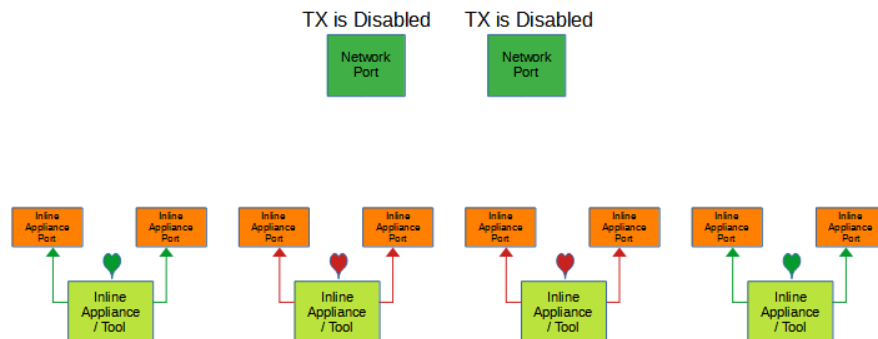 TX is Disabled
TX is Disabled
Network
Port
Network
Port
Inline
Appliance
Port
Inline
Appliance
Port
Inline
Appliance
Port
Inline
Appliance
Port
Inline
Appliance
Port
Inline
Appliance
Port
Inline
Appliance
Port
Inline
Appliance
Port
Inline
Appliance
/ Tool
Inline
Appliance
/ Tool
Inline
Appliance
/ Tool
Inline
Appliance
/ Tool